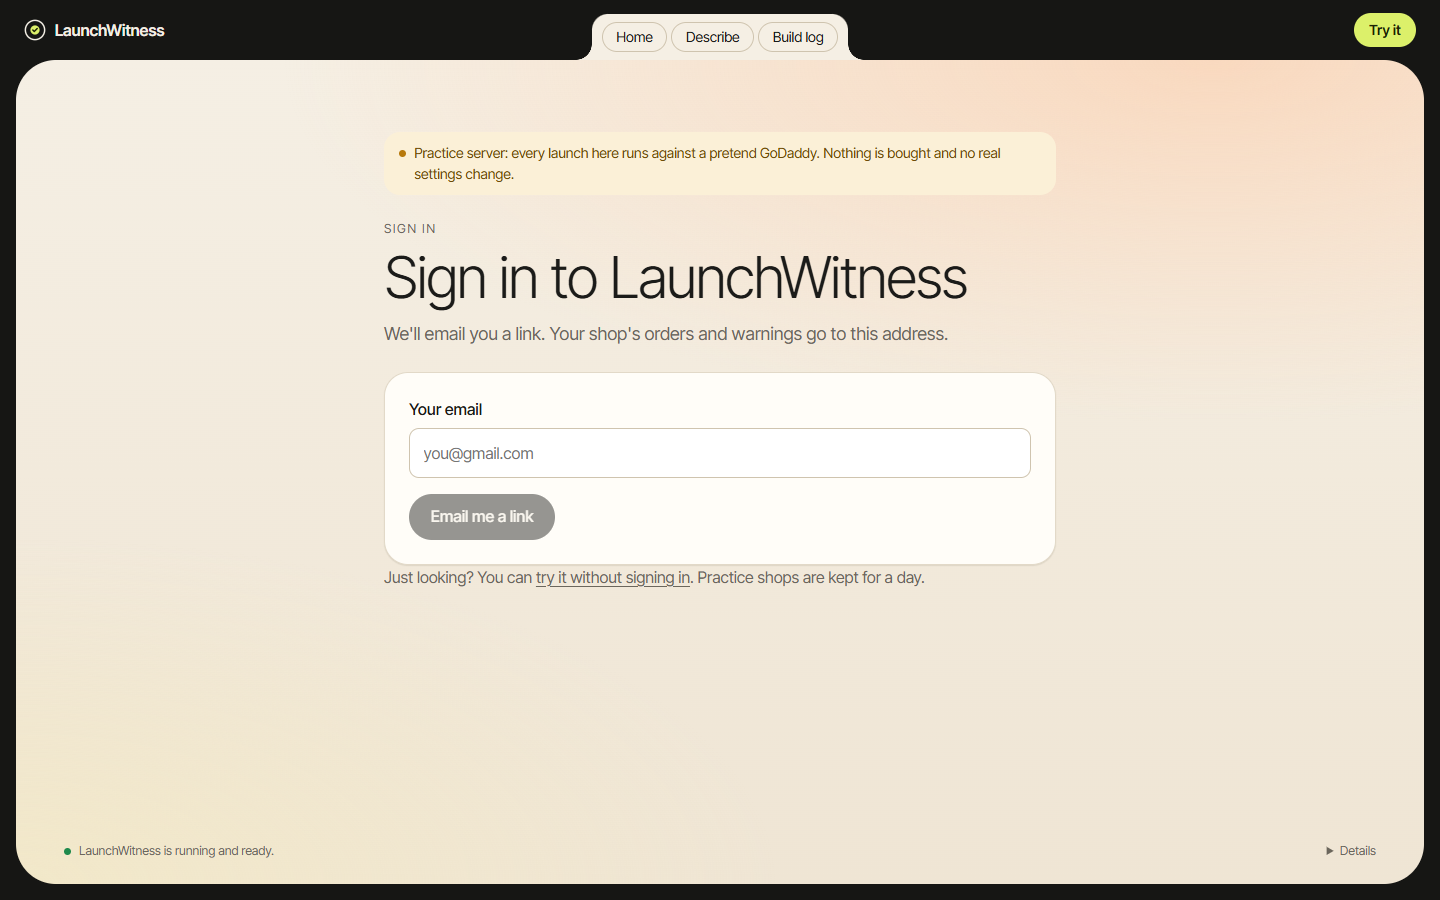 LaunchWitness
Home
Describe
Build log
Try it
Practice server: every launch here runs against a pretend GoDaddy. Nothing is bought and no real
settings change.
SIGN IN
Sign in to LaunchWitness
We'll email you a link. Your shop's orders and warnings go to this address.
Your email
you@gmail.com
Email me a link
Just looking? You can try it without signing in. Practice shops are kept for a day.
LaunchWitness is running and ready.
Details